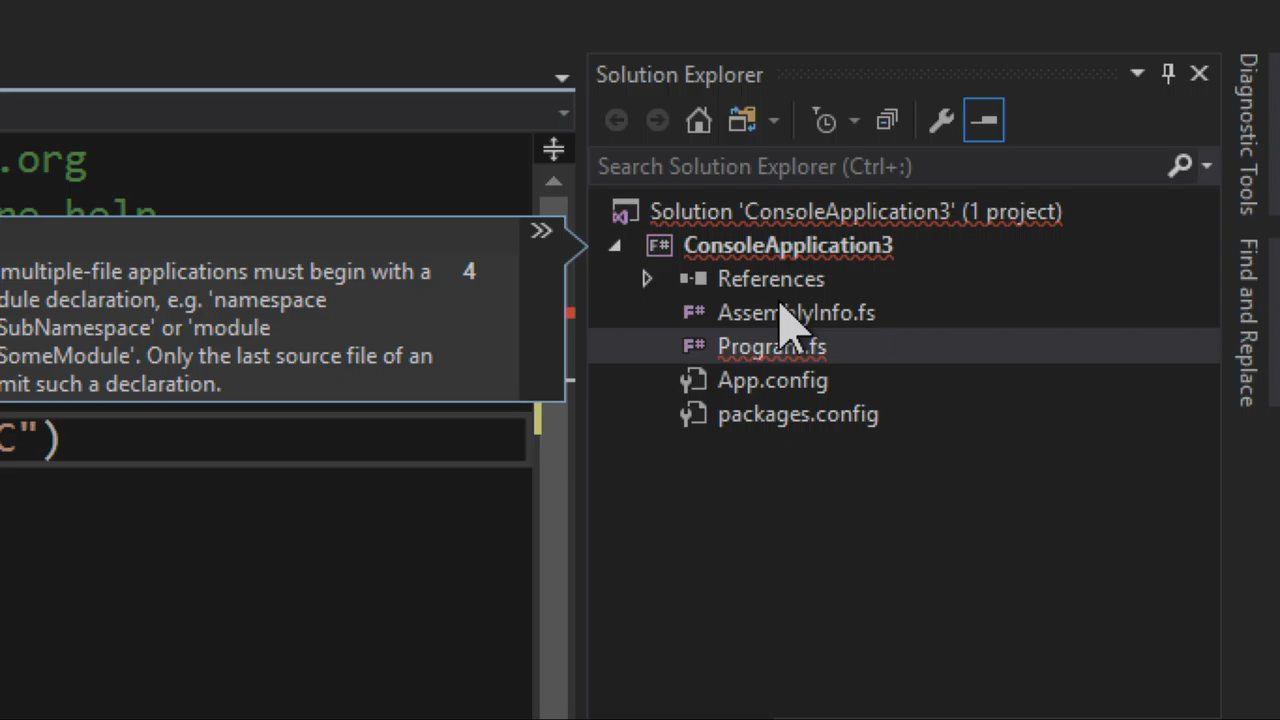 Solution Explorer
Search Solution Explorer (Ctrl+:)
.org
help
Solution 'ConsoleApplication3' (1 project)
F# ConsoleApplication3
References
F# AssemblyInfo.fs
F# Program.fs
App.config
packages.config
multiple-file applications must begin with a 4
dule declaration, e.g. 'namespace
SubNamespace' or 'module
SomeModule'. Only the last source file of an
mit such a declaration.
C")
Diagnostic Tools
Find and Replace